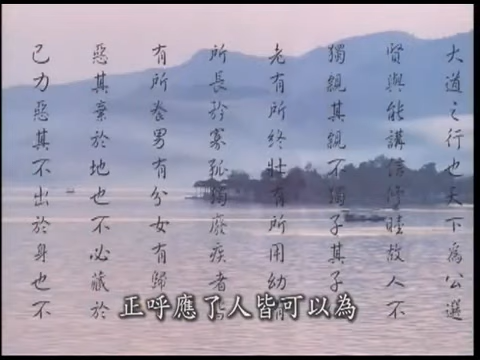 大道之行也天下為公選
賢與能講信修睦故人不
獨親其親不獨子其子
老有所終壯有所用幼
所長矜寡孤獨廢疾者
有所養男有分女有歸
惡其棄於地也不必藏於
己力惡其不出於身也不
正呼應了人皆可以為